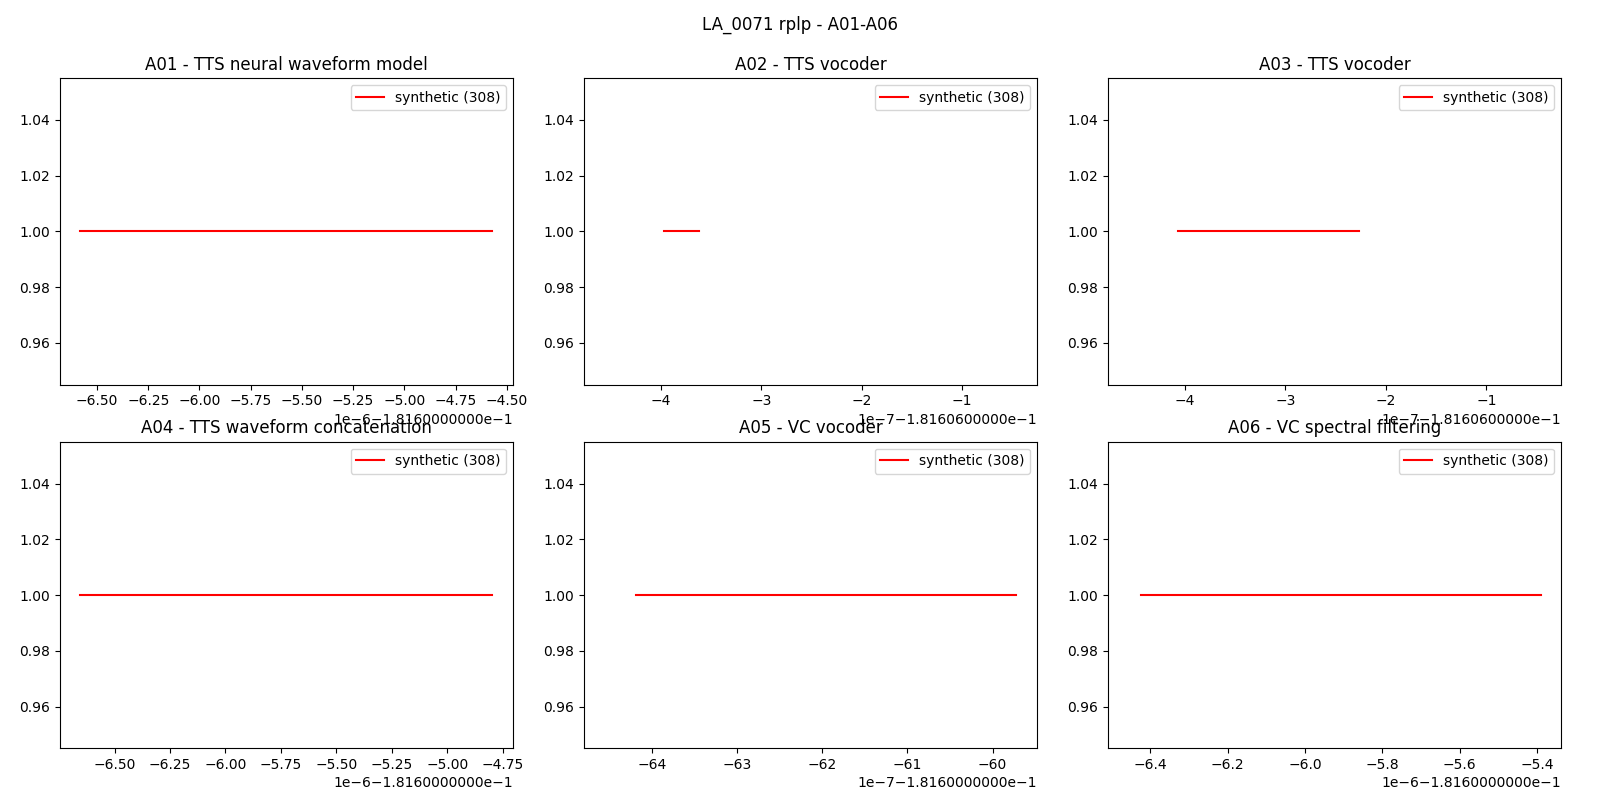 LA_0071 rplp - A01-A06
A01 - TTS neural waveform model
synthetic (308)
1.04
1.02
1.00
0.98
0.96
−6.50 −6.25 −6.00 −5.75 −5.50 −5.25 −5.00 −4.75 −4.50
1e−6−1.8160000000e−1
A02 - TTS vocoder
synthetic (308)
1.04
1.02
1.00
0.98
0.96
−4 −3 −2 −1
1e−7−1.8160600000e−1
A03 - TTS vocoder
synthetic (308)
1.04
1.02
1.00
0.98
0.96
−4 −3 −2 −1
1e−7−1.8160600000e−1
A04 - TTS waveform concatenation
synthetic (308)
1.04
1.02
1.00
0.98
0.96
−6.50 −6.25 −6.00 −5.75 −5.50 −5.25 −5.00 −4.75
1e−6−1.8160000000e−1
A05 - VC vocoder
synthetic (308)
1.04
1.02
1.00
0.98
0.96
−64 −63 −62 −61 −60
1e−7−1.8160000000e−1
A06 - VC spectral filtering
synthetic (308)
1.04
1.02
1.00
0.98
0.96
−6.4 −6.2 −6.0 −5.8 −5.6 −5.4
1e−6−1.8160000000e−1